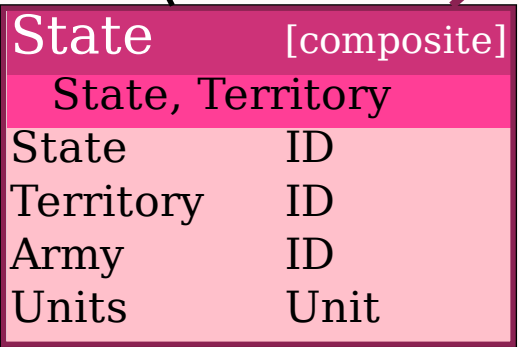 State [composite]
State, Territory
State ID
Territory ID
Army ID
Units Unit